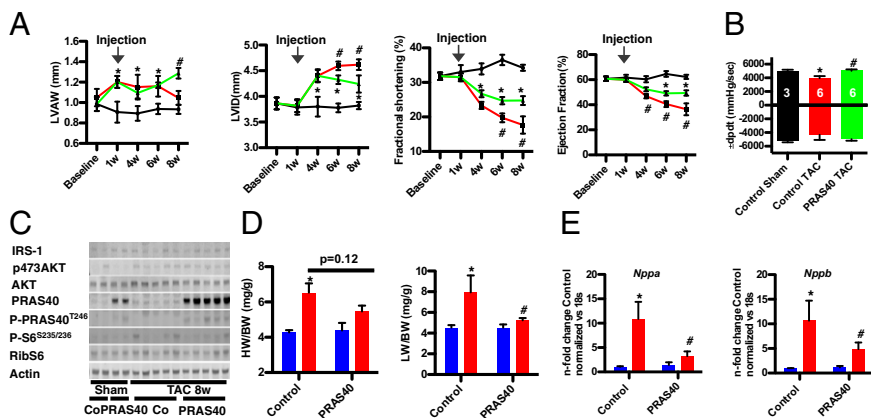 A
Injection
LVAW(mm)
1.4
1.2
1.0
0.8
0.6
* * * #
Baseline
1w
4w
6w
8w
Injection
LVID(mm)
5.0
4.5
4.0
3.5
3.0
# #
* * *
Baseline
1w
4w
6w
8w
Injection
Fractional shortening (%)
50
40
30
20
10
* * *
# #
Baseline
1w
4w
6w
8w
Injection
Ejection Fraction(%)
100
80
60
40
20
0
* *
# # #
Baseline
1w
4w
6w
8w
B
±dpdt (mmHg/sec)
6000
4000
2000
0
-2000
-4000
-6000
* #
3 6 6
Control Sham
Control TAC
PRAS40 TAC
C
IRS-1
p473AKT
AKT
PRAS40
P-PRAS40T246
P-S6S235/236
RibS6
Actin
Sham TAC 8w
CoPRAS40 Co PRAS40
D
p=0.12
HW/BW (mg/g)
8
6
4
2
0
*
Control
PRAS40
LW/BW (mg/g)
10
8
6
4
2
0
* #
Control
PRAS40
E
Nppa
n-fold change Control
normalized vs 18s
20
15
10
5
0
* #
Control
PRAS40
Nppb
n-fold change Control
normalized vs 18s
20
15
10
5
0
* #
Control
PRAS40